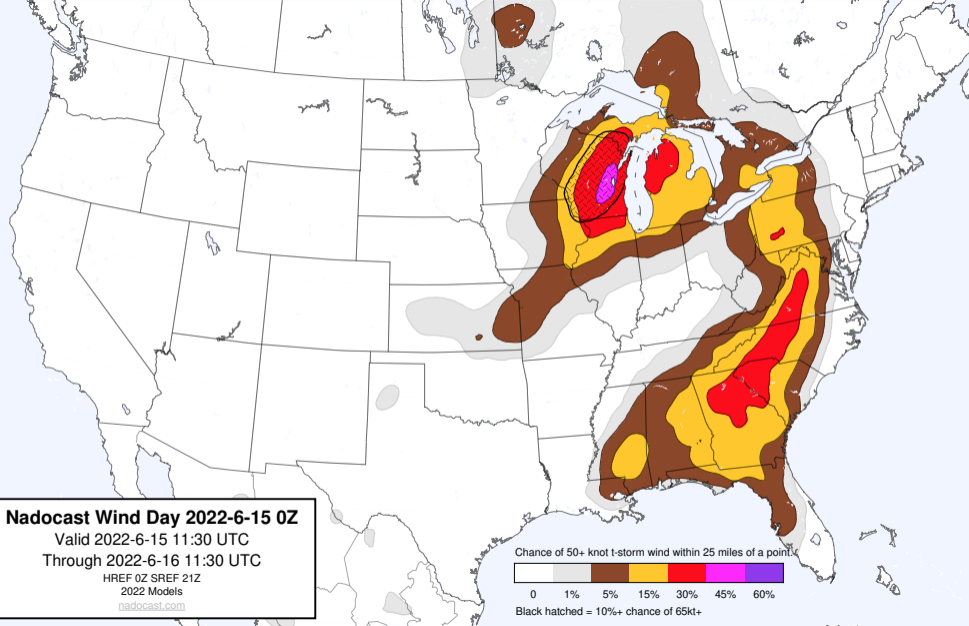 Nadocast Wind Day 2022-6-15 0Z
Valid 2022-6-15 11:30 UTC
Through 2022-6-16 11:30 UTC
HREF 0Z SREF 21Z
2022 Models
nadocast.com
Chance of 50+ knot t-storm wind within 25 miles of a point.
0 1% 5% 15% 30% 45% 60%
Black hatched = 10%+ chance of 65kt+